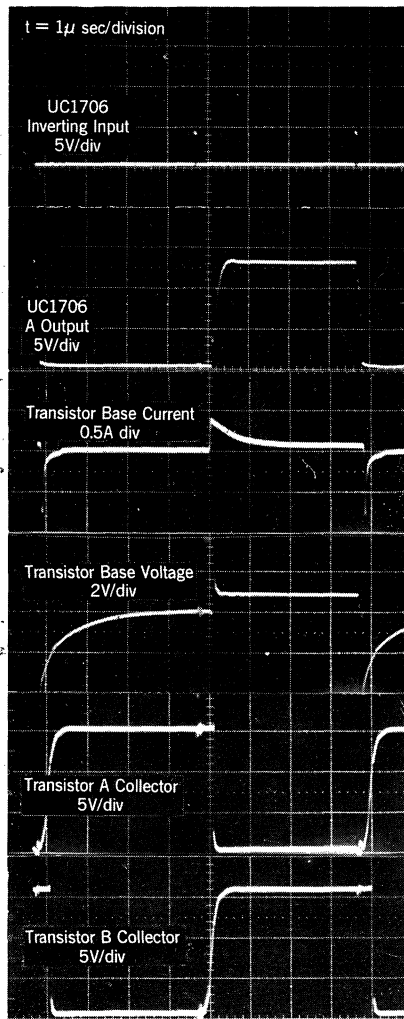 t = 1μ sec/division
UC1706
Inverting Input
5V/div
UC1706
A Output
5V/div
Transistor Base Current
0.5A div
Transistor Base Voltage
2V/div
Transistor A Collector
5V/div
Transistor B Collector
5V/div